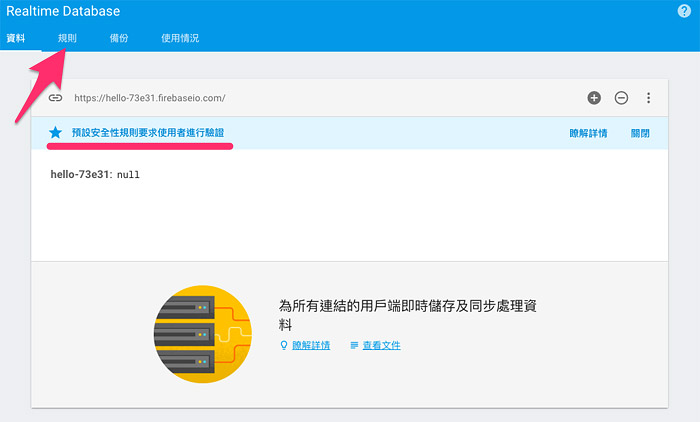 Realtime Database
資料 規則 備份 使用情況
https://hello-73e31.firebaseio.com/
預設安全性規則要求使用者進行驗證 瞭解詳情 關閉
hello-73e31: null
為所有連結的用戶端即時儲存及同步處理資
料
瞭解詳情 查看文件